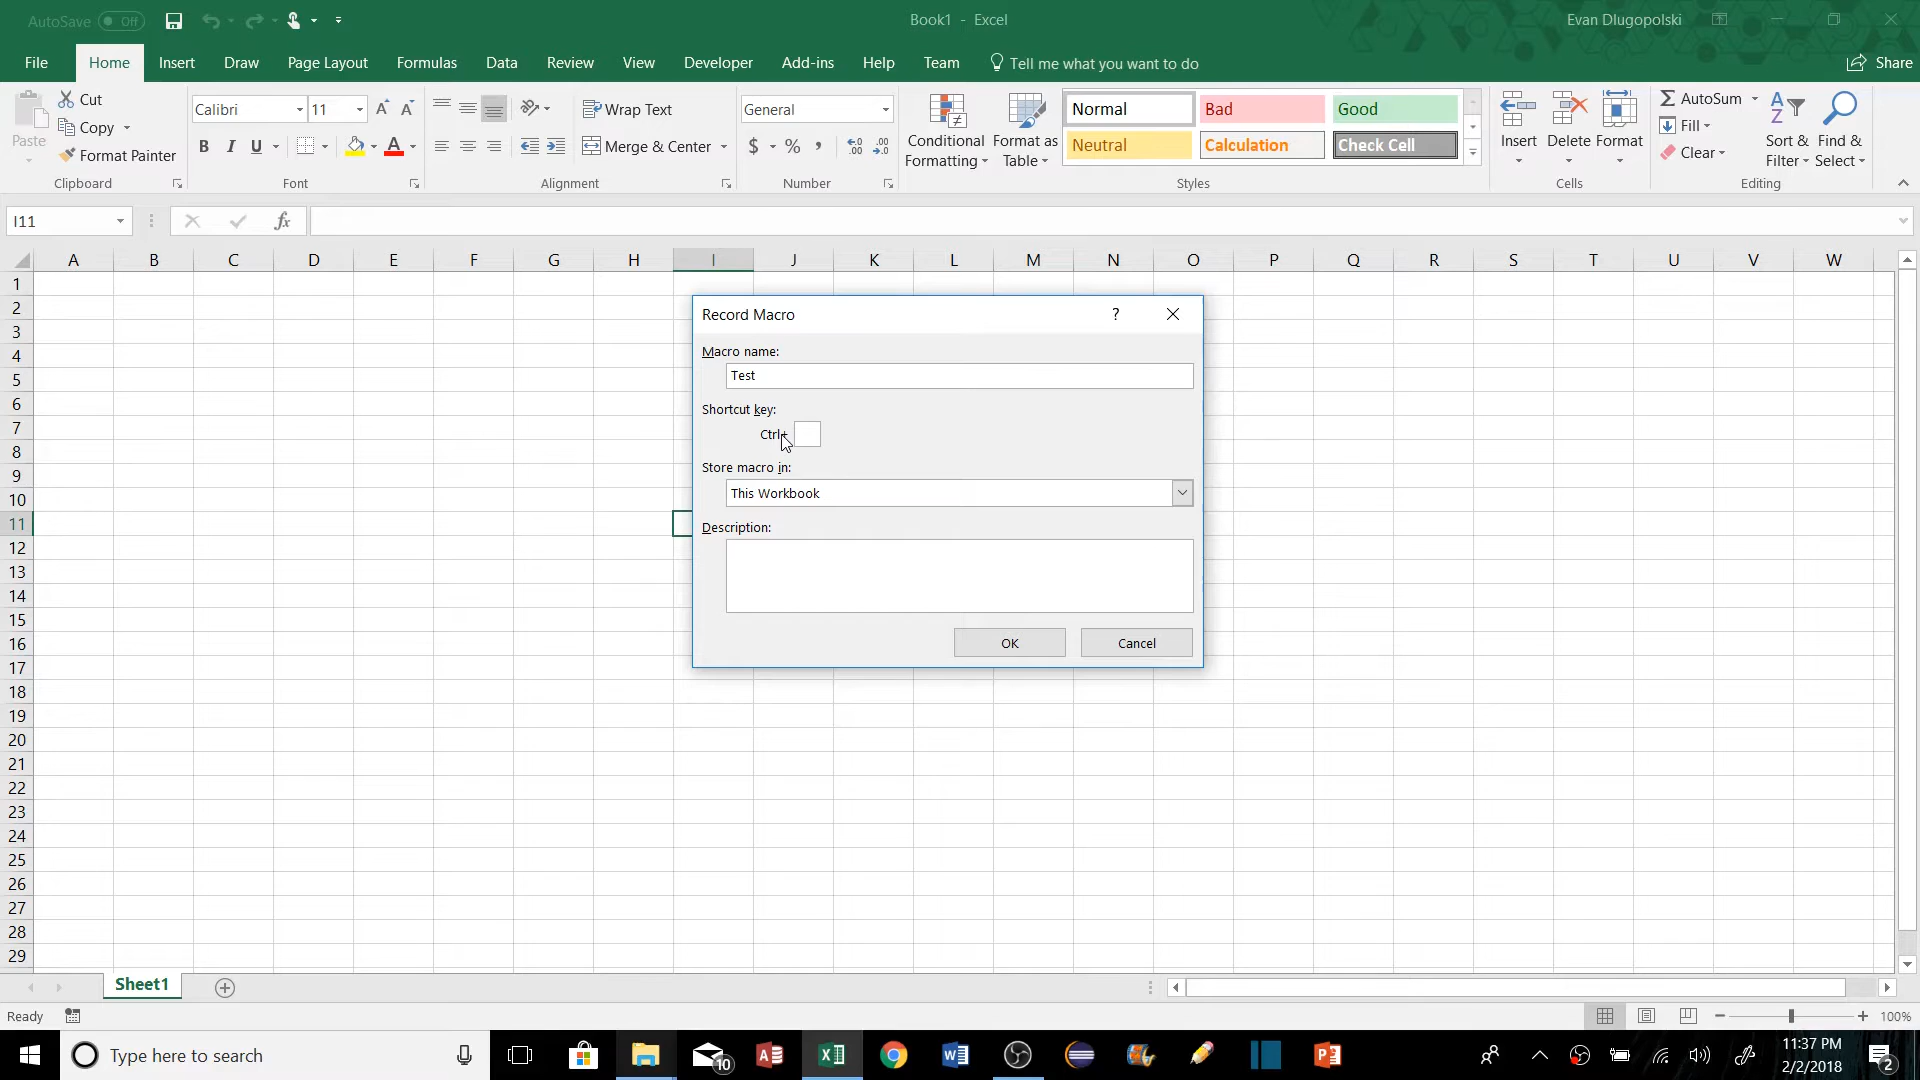 AutoSave Off
Book1 - Excel
Evan Dlugopolski
File Home Insert Draw Page Layout Formulas Data Review View Developer Add-ins Help Team Tell me what you want to do Share
Paste
Cut
Copy
Format Painter
Clipboard
Calibri 11
B I U
Font
Wrap Text
Merge & Center
Alignment
General
$ % ,
Number
Conditional Formatting
Format as Table
Normal Bad Good
Neutral Calculation Check Cell
Styles
Insert Delete Format
Cells
AutoSum
Fill
Clear
Sort & Filter
Find & Select
Editing
I11
fx
A B C D E F G H I J K L M N O P Q R S T U V W
1
2
3
4
5
6
7
8
9
10
11
12
13
14
15
16
17
18
19
20
21
22
23
24
25
26
27
28
29
Record Macro ?
Macro name:
Test
Shortcut key:
Ctrl+
Store macro in:
This Workbook
Description:
OK Cancel
Sheet1
Ready
100%
Type here to search
10
11:37 PM
2/2/2018
2